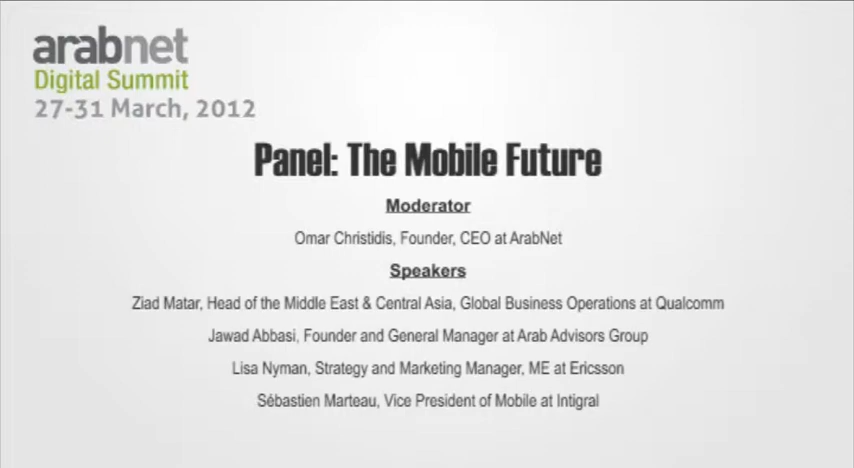 arabnet
Digital Summit
27-31 March, 2012
Panel: The Mobile Future
Moderator
Omar Christidis, Founder, CEO at ArabNet
Speakers
Ziad Matar, Head of the Middle East & Central Asia, Global Business Operations at Qualcomm
Jawad Abbasi, Founder and General Manager at Arab Advisors Group
Lisa Nyman, Strategy and Marketing Manager, ME at Ericsson
Sébastien Marteau, Vice President of Mobile at Intigral